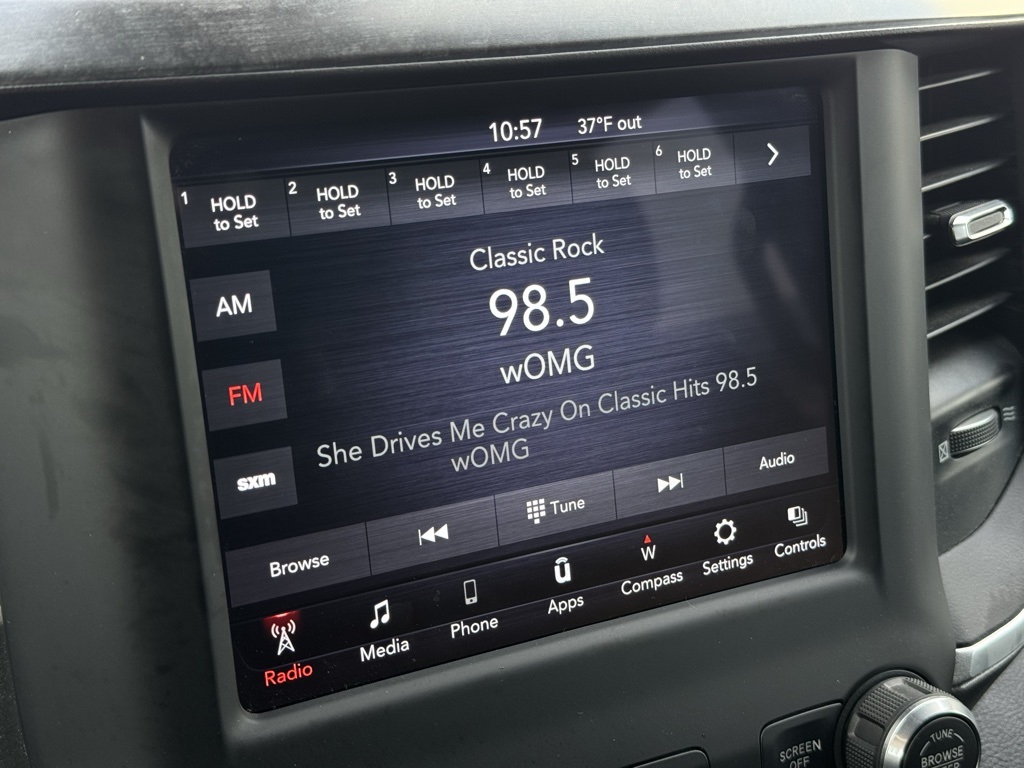 10:57 37°F out
1 HOLD to Set
2 HOLD to Set
3 HOLD to Set
4 HOLD to Set
5 HOLD to Set
6 HOLD to Set
Classic Rock
AM
98.5
FM
wOMG
She Drives Me Crazy On Classic Hits 98.5
wOMG
sxm
Browse
Tune
Audio
Radio
Media
Phone
Apps
W
Compass
Settings
Controls
SCREEN
OFF
TUNE
BROWSE